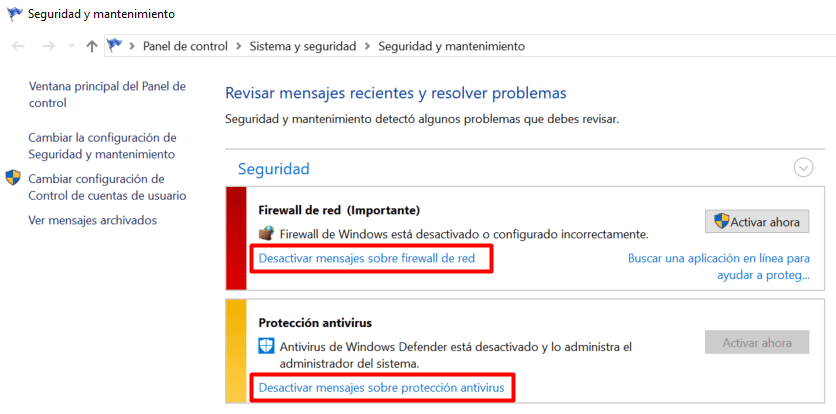 Seguridad y mantenimiento
Panel de control
Sistema y seguridad
Seguridad y mantenimiento
Ventana principal del Panel de
control
Cambiar la configuración de
Seguridad y mantenimiento
Cambiar configuración de
Control de cuentas de usuario
Ver mensajes archivados
Revisar mensajes recientes y resolver problemas
Seguridad y mantenimiento detectó algunos problemas que debes revisar.
Seguridad
Firewall de red (Importante)
Firewall de Windows está desactivado o configurado incorrectamente.
Activar ahora
Desactivar mensajes sobre firewall de red
Buscar una aplicación en línea para
ayudar a proteg...
Protección antivirus
Antivirus de Windows Defender está desactivado y lo administra el
administrador del sistema.
Activar ahora
Desactivar mensajes sobre protección antivirus